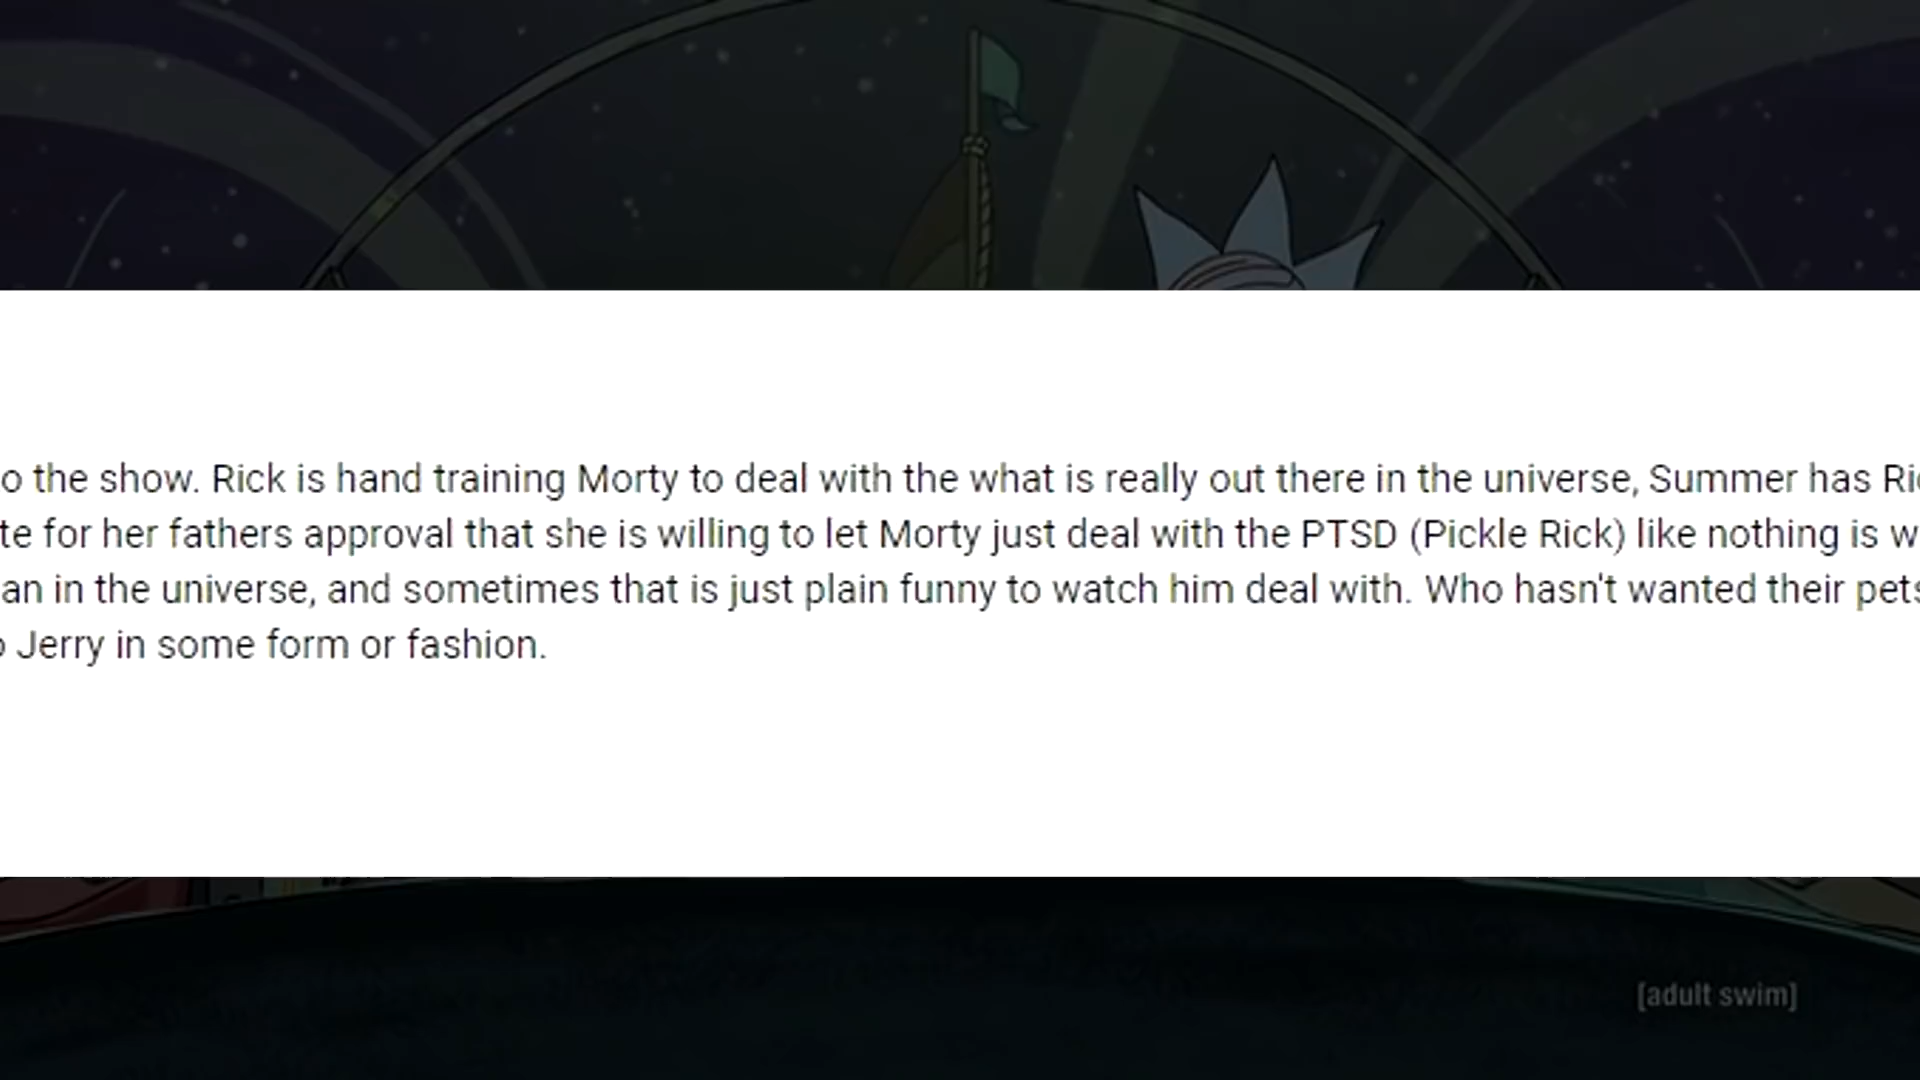 o the show. Rick is hand training Morty to deal with the what is really out there in the universe, Summer has
te for her fathers approval that she is willing to let Morty just deal with the PTSD (Pickle Rick) like nothing is w
an in the universe, and sometimes that is just plain funny to watch him deal with. Who hasn't wanted their pets
Jerry in some form or fashion.
[adult swim]